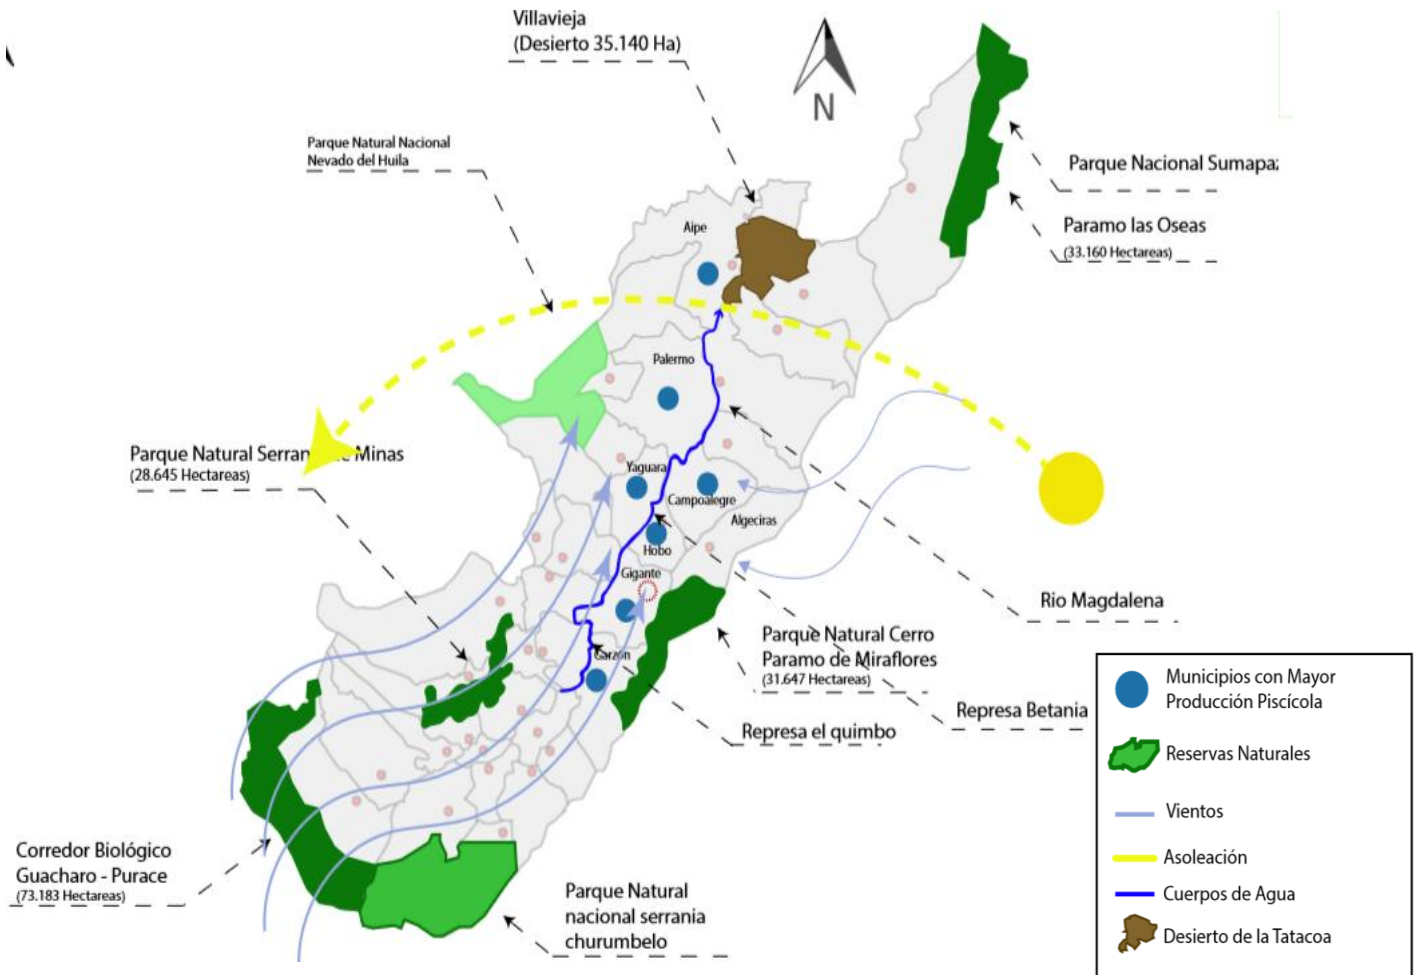 Villavieja
(Desierto 35.140 Ha)
N
Parque Natural Nacional
Nevado del Huila
Parque Nacional Sumapaz
Paramo las Oseas
(33.160 Hectareas)
Aipe
Palermo
Parque Natural Serran de Minas
(28.645 Hectareas)
Yaguara
Campoalegre
Algeciras
Hobo
Gigante
Garzón
Rio Magdalena
Parque Natural Cerro
Paramo de Miraflores
(31.647 Hectareas)
Represa Betania
Represa el quimbo
Corredor Biológico
Guacharo - Purace
(73.183 Hectareas)
Parque Natural
nacional serrania
churumbelo
Municipios con Mayor
Producción Piscícola
Reservas Naturales
Vientos
Asoleación
Cuerpos de Agua
Desierto de la Tatacoa